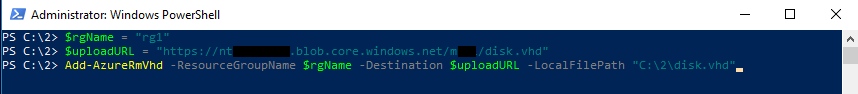 Administrator: Windows PowerShell
PS C:\2> $rgName = "rg1"
PS C:\2> $uploadURL = "https://nt .blob.core.windows.net/m /disk.vhd"
PS C:\2> Add-AzureRmVhd -ResourceGroupName $rgName -Destination $uploadURL -LocalFilePath "C:\2\disk.vhd"